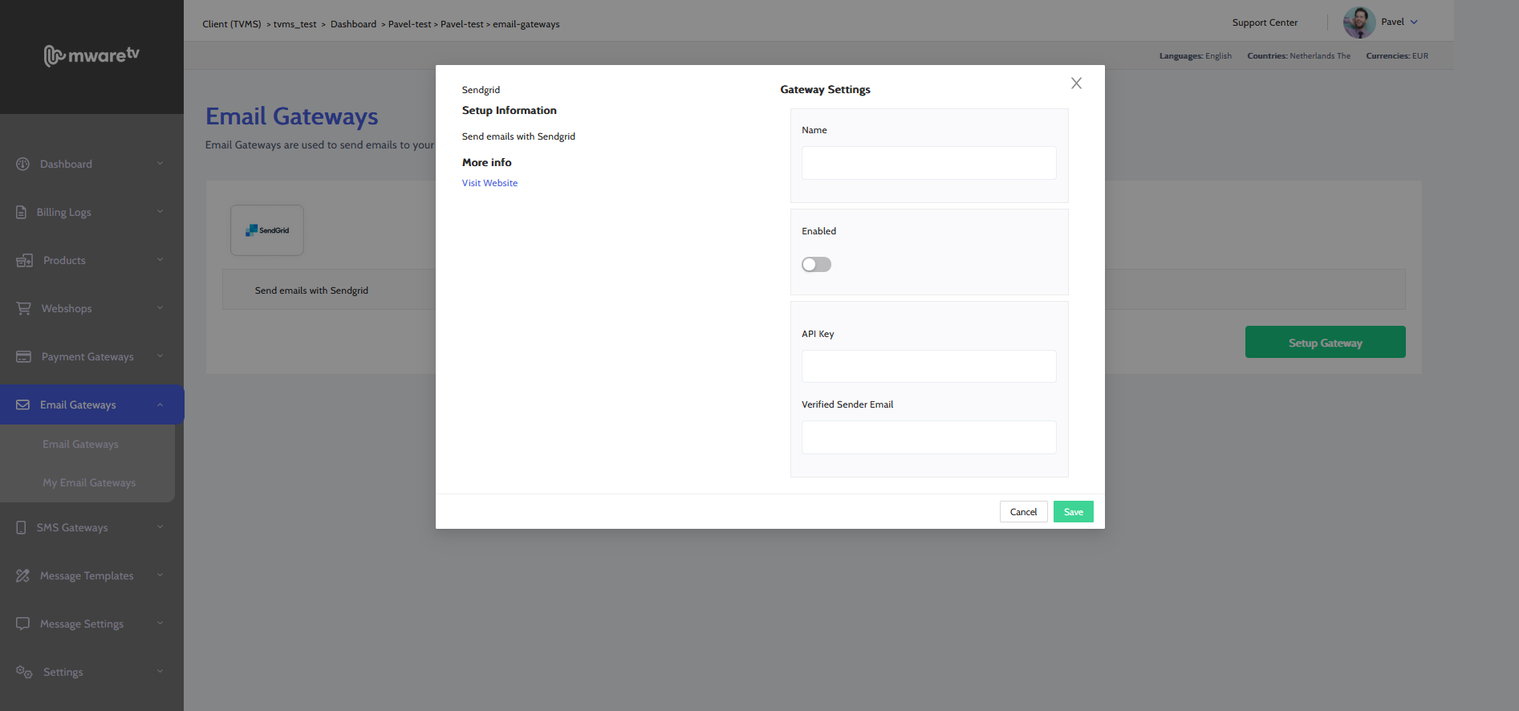 mwaretv
Client (TVMS) > tvms_test > Dashboard > Pavel-test > Pavel-test > email-gateways
Support Center
Pavel
Languages: English Countries: Netherlands The Currencies: EUR
Dashboard
Billing Logs
Products
Webshops
Payment Gateways
Email Gateways
Email Gateways
My Email Gateways
SMS Gateways
Message Templates
Message Settings
Settings
Email Gateways
Email Gateways are used to send emails to your
SendGrid
Send emails with Sendgrid
Setup Gateway
Sendgrid
Setup Information
Send emails with Sendgrid
More info
Visit Website
Gateway Settings
Name
Enabled
API Key
Verified Sender Email
Cancel
Save